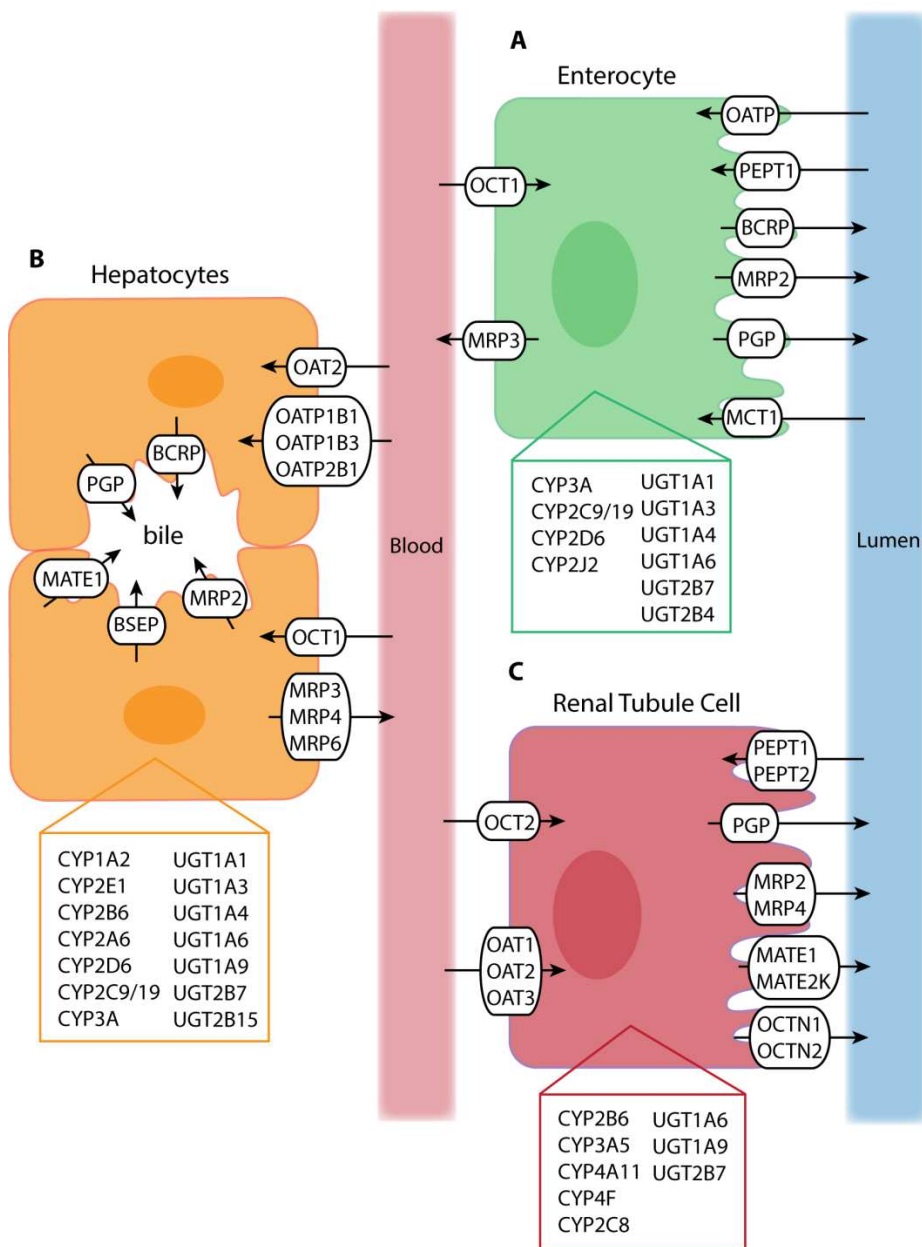 A
Enterocyte
OATP
PEPT1
OCT1
BCRP
MRP2
MRP3
PGP
MCT1
CYP3A
CYP2C9/19
CYP2D6
CYP2J2
UGT1A1
UGT1A3
UGT1A4
UGT1A6
UGT2B7
UGT2B4
Blood
Lumen
B
Hepatocytes
OAT2
OATP1B1
OATP1B3
OATP2B1
BCRP
PGP
bile
MATE1
BSEP
MRP2
OCT1
MRP3
MRP4
MRP6
CYP1A2
CYP2E1
CYP2B6
CYP2A6
CYP2D6
CYP2C9/19
CYP3A
UGT1A1
UGT1A3
UGT1A4
UGT1A6
UGT1A9
UGT2B7
UGT2B15
C
Renal Tubule Cell
PEPT1
PEPT2
OCT2
PGP
MRP2
MRP4
OAT1
OAT2
OAT3
MATE1
MATE2K
OCTN1
OCTN2
CYP2B6
CYP3A5
CYP4A11
CYP4F
CYP2C8
UGT1A6
UGT1A9
UGT2B7